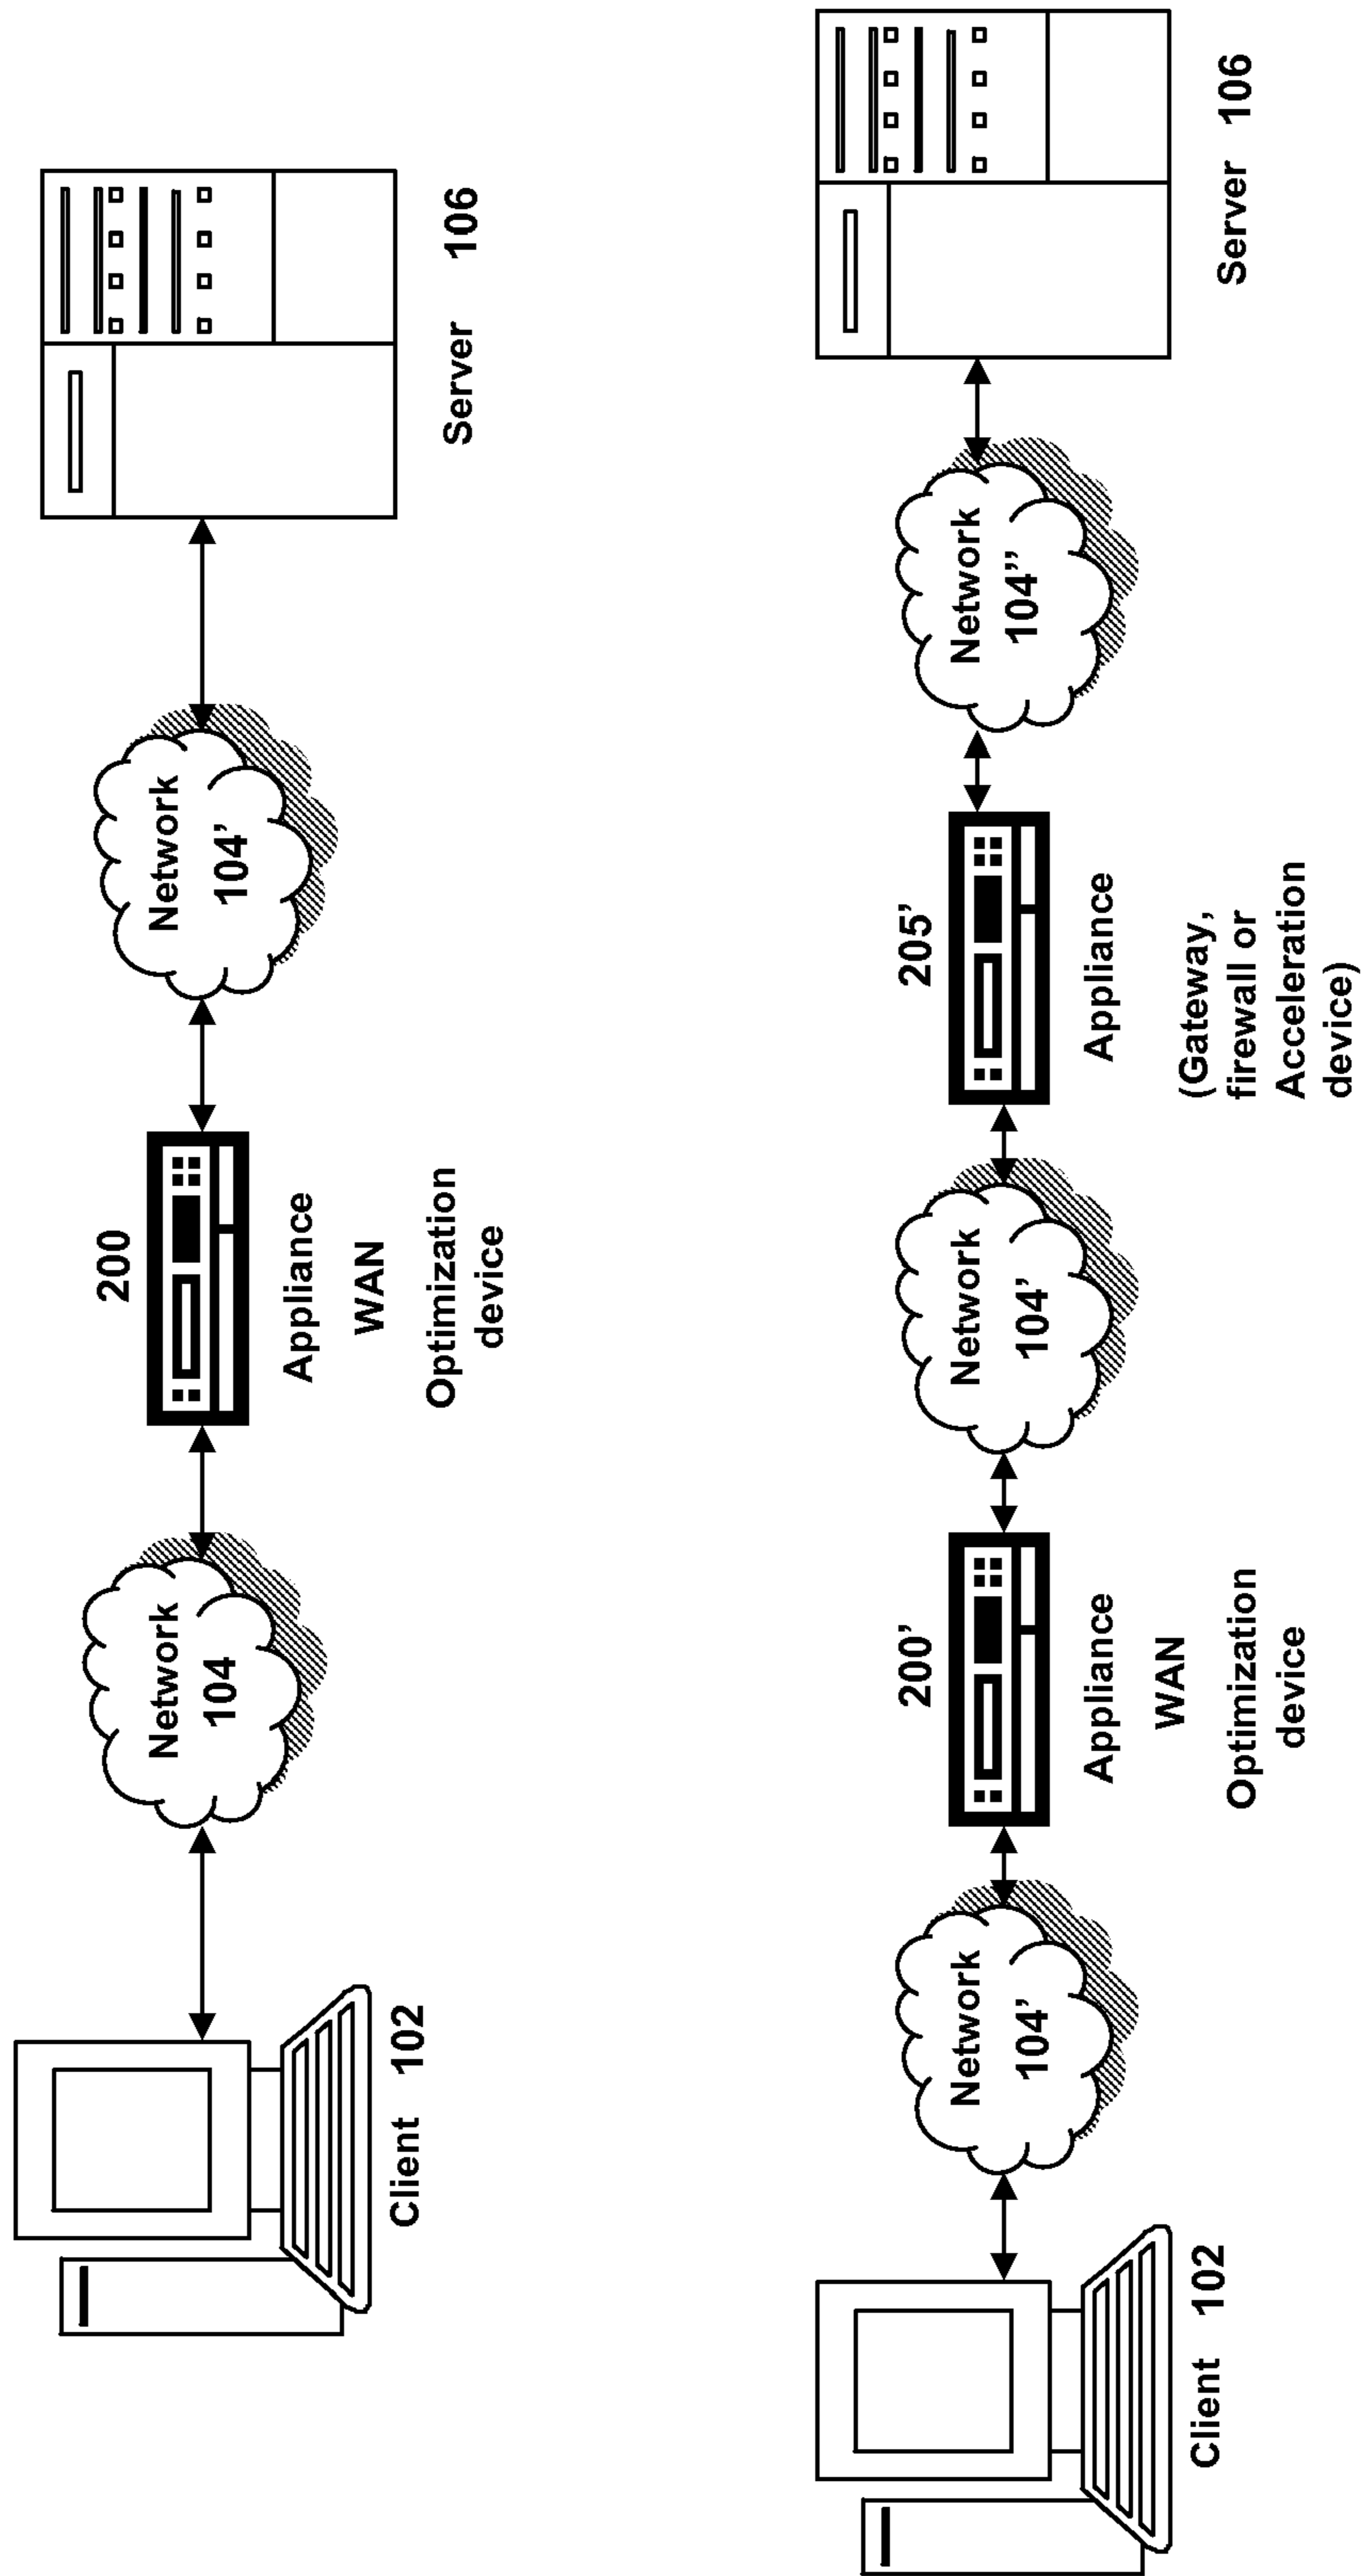 Client 102
Network
104
200
Appliance
WAN
Optimization
device
Network
104’
Server 106
Client 102
Network
104’
200’
Appliance
WAN
Optimization
device
Network
104’
205’
Appliance
(Gateway,
firewall or
Acceleration
device)
Network
104’’
Server 106